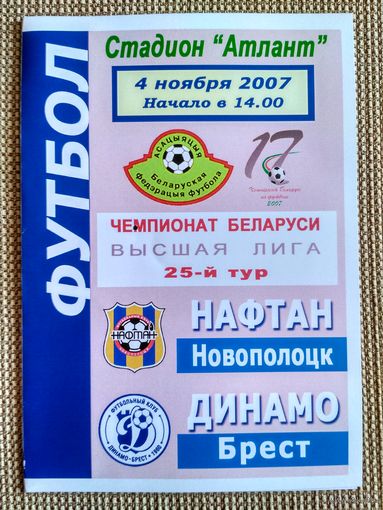 ФУТБОЛ
Стадион "Атлант"
4 ноября 2007
Начало в 14.00
АСАЦЫЯЦЫЯ
Беларуская
федэрацыя футбола
17
2007
ЧЕМПИОНАТ БЕЛАРУСИ
ВЫСШАЯ ЛИГА
25-й тур
НАФТАН
НАФТАН
Новополоцк
ФУТБОЛЬНЫЙ КЛУБ
ДИНАМО-БРЕСТ • 1960
ДИНАМО
Брест